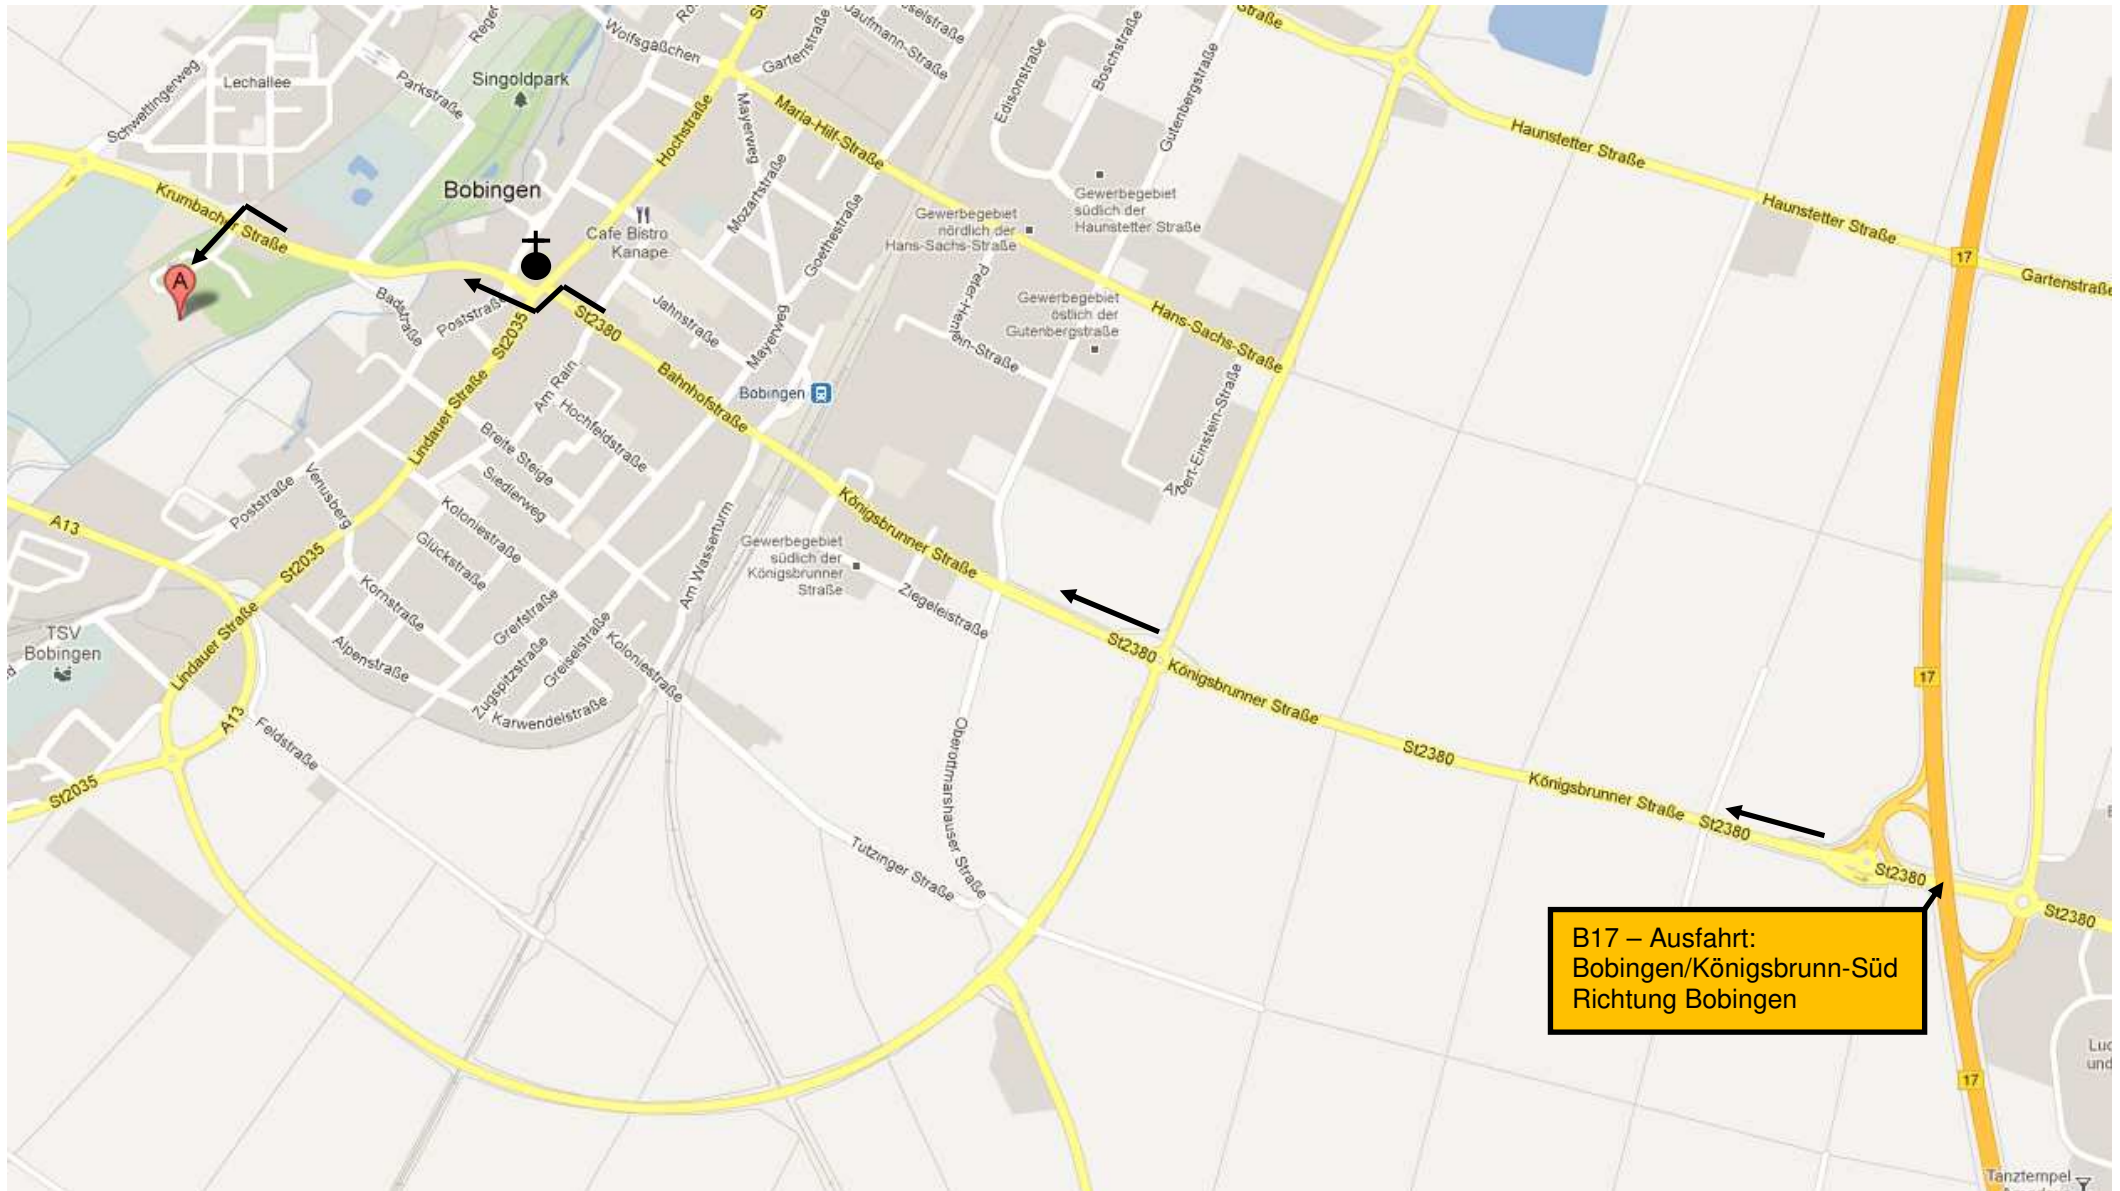 Schwettingerweg
Lechallee
Parkstraße
Singoldpark
Wolfsgäßchen
Gartenstraße
Jaufmann-Straße
Edisonstraße
Boschstraße
Gutenbergstraße
Straße
Haunstetter Straße
Haunstetter Straße
17
Gartenstraße
Krumbacher Straße
Bobingen
Hochstraße
Mayerweg
Maria-Hilf-Straße
Mozartstraße
Goethestraße
Cafe Bistro
Kanape
Gewerbegebiet
nördlich der
Hans-Sachs-Straße
Gewerbegebiet
südlich der
Haunstetter Straße
Gewerbegebiet
östlich der
Gutenbergstraße
Peter-Henlein-Straße
Hans-Sachs-Straße
Albert-Einstein-Straße
A
Badstraße
Poststraße
St2035
St2380
Jahnstraße
Mayerweg
Bobingen
Bahnhofstraße
Am Rain
Hochfeldstraße
Lindauer Straße
Breite Steige
Siedlerweg
Venusberg
Poststraße
A13
Koloniestraße
Glückstraße
Kornstraße
St2035
Königsbrunner Straße
Gewerbegebiet
südlich der
Königsbrunner
Straße
Am Wasserturm
Ziegeleistraße
TSV
Bobingen
Lindauer Straße
Alpenstraße
Greifstraße
Greiselstraße
Zugspitzstraße
Karwendelstraße
Koloniestraße
A13
Feldstraße
St2035
St2380
Königsbrunner Straße
17
St2380
Königsbrunner Straße
St2380
St2380
St2380
Oberottmarshauser Straße
Tutzinger Straße
B17 – Ausfahrt:
Bobingen/Königsbrunn-Süd
Richtung Bobingen
17
Tanztempel